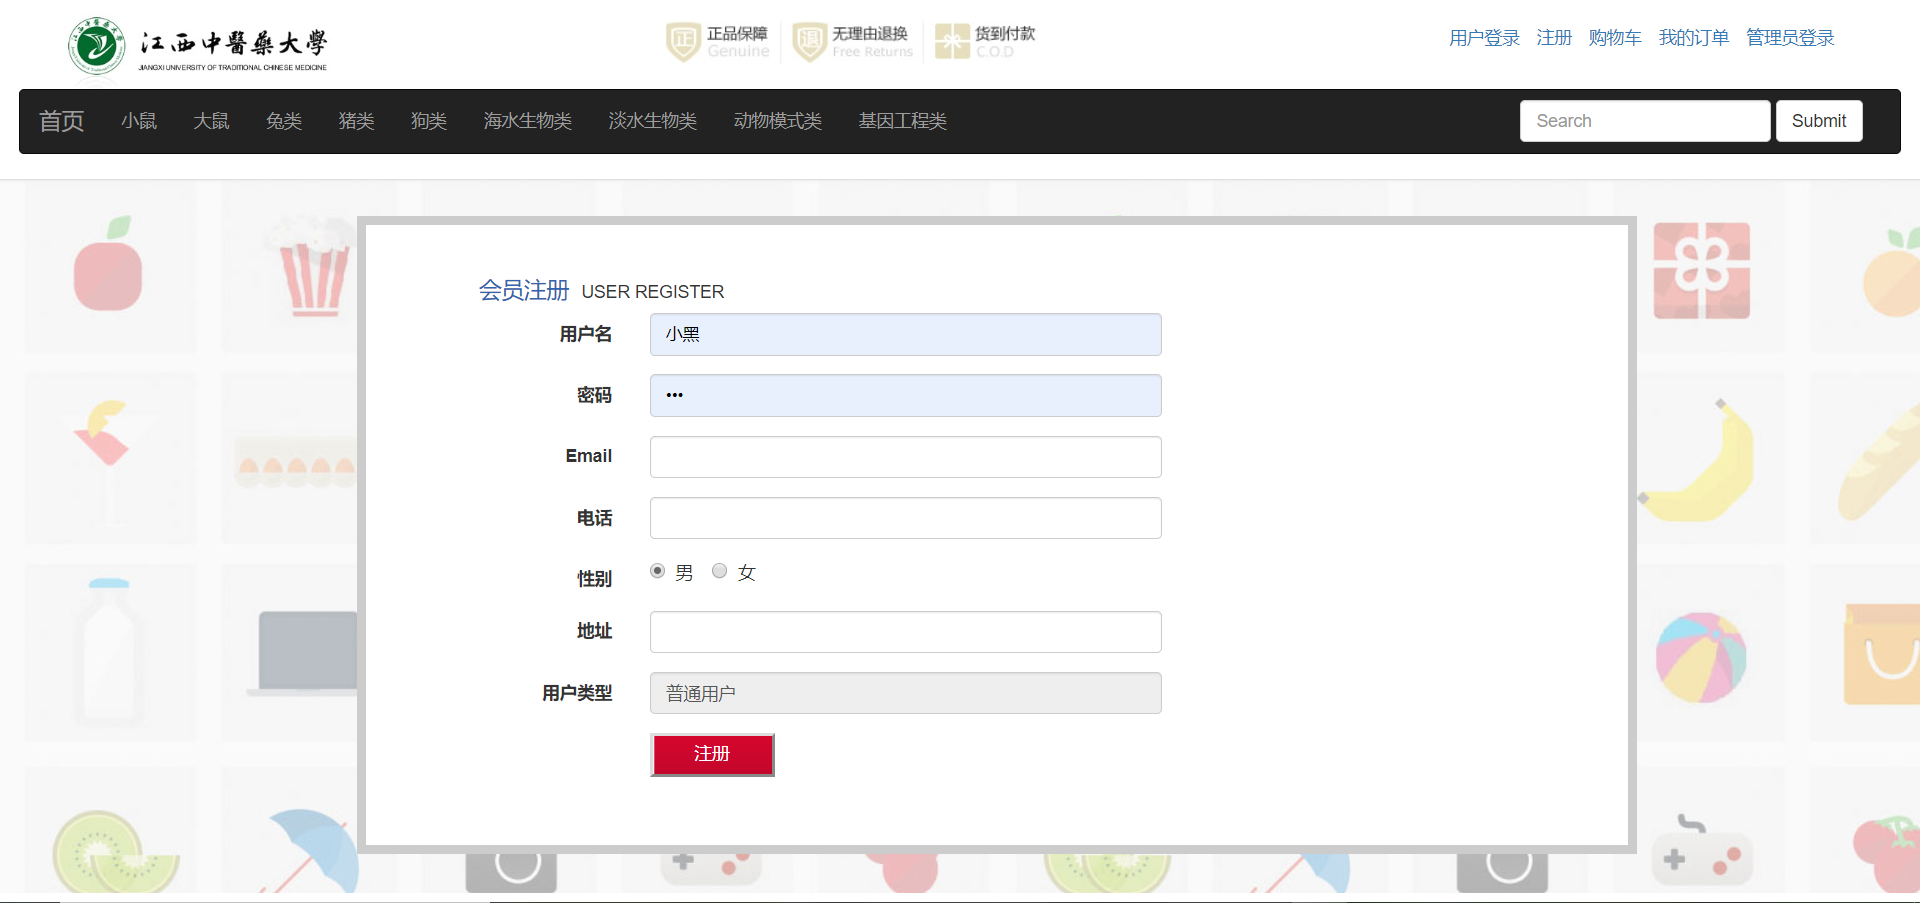 江西中醫藥大學
JIANGXI UNIVERSITY OF TRADITIONAL CHINESE MEDICINE
正 正品保障
Genuine
退 无理由退换
Free Returns
货到付款
C.O.D
用户登录 注册 购物车 我的订单 管理员登录
首页 小鼠 大鼠 兔类 猪类 狗类 海水生物类 淡水生物类 动物模式类 基因工程类 Search Submit
会员注册 USER REGISTER
用户名 小黑
密码 •••
Email
电话
性别 男 女
地址
用户类型 普通用户
注册